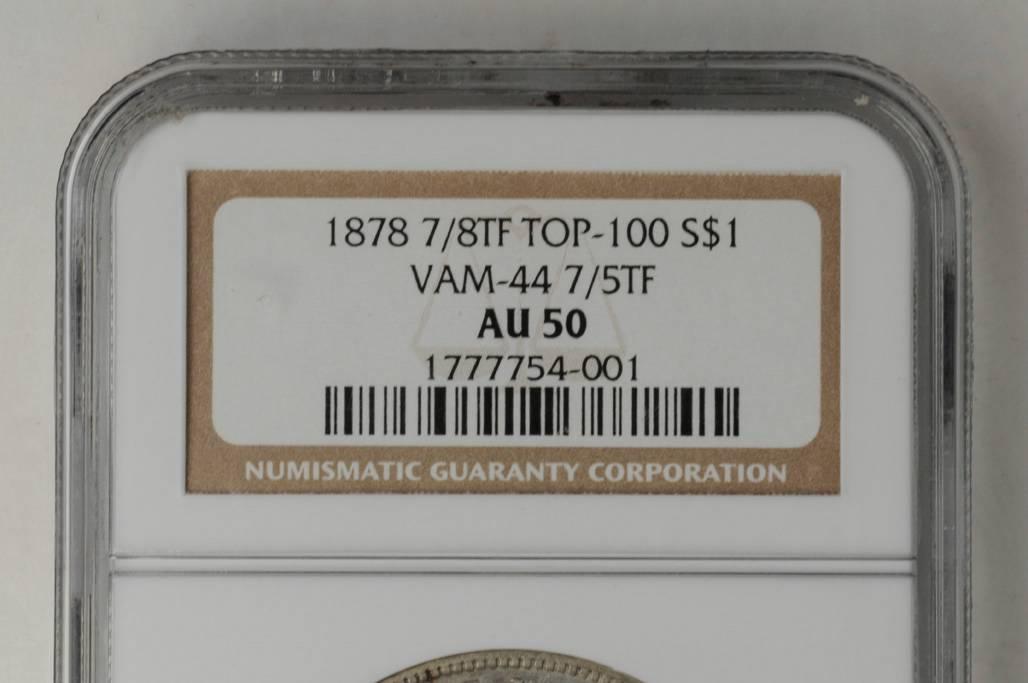 1878 7/8TF TOP-100 S$1
VAM-44 7/5TF
AU 50
1777754-001
NUMISMATIC GUARANTY CORPORATION